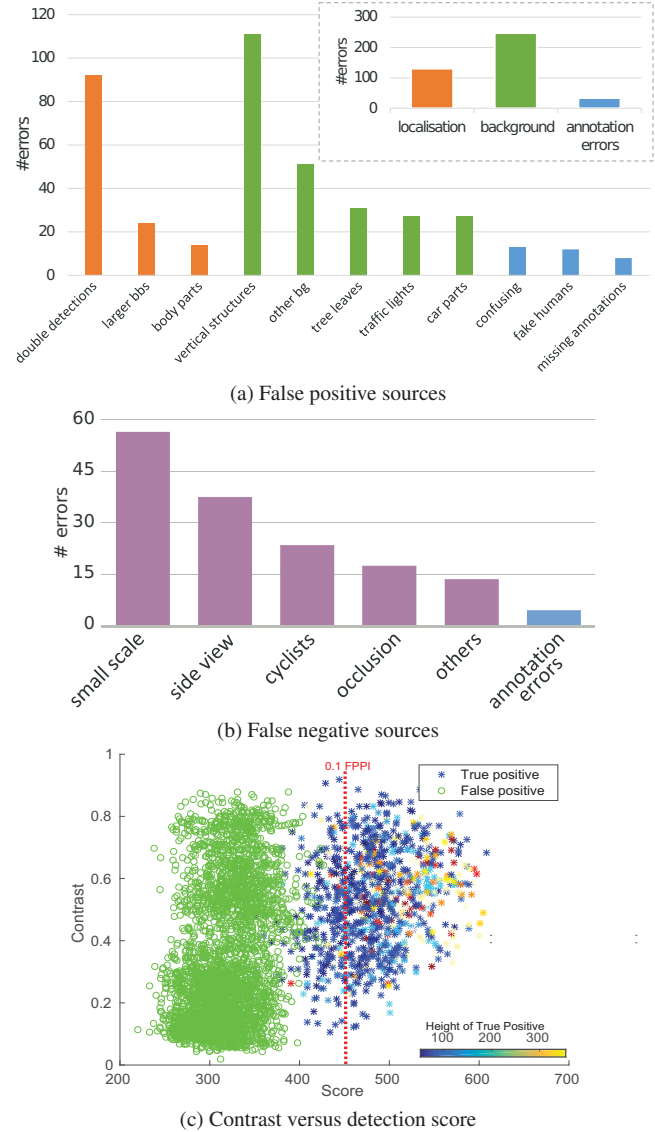 120
100
80
60
40
20
0
#errors
double detections
larger bbs
body parts
vertical structures
other bg
tree leaves
traffic lights
car parts
confusing
fake humans
missing annotations
300
200
100
0
#errors
localisation
background
annotation
errors
(a) False positive sources
60
45
30
15
0
# errors
small scale
side view
cyclists
occlusion
others
annotation
errors
(b) False negative sources
1
0.8
0.6
0.4
0.2
0
Contrast
0.1 FPPI
True positive
False positive
Height of True Positive
100 200 300
200 300 400 500 600 700
Score
(c) Contrast versus detection score